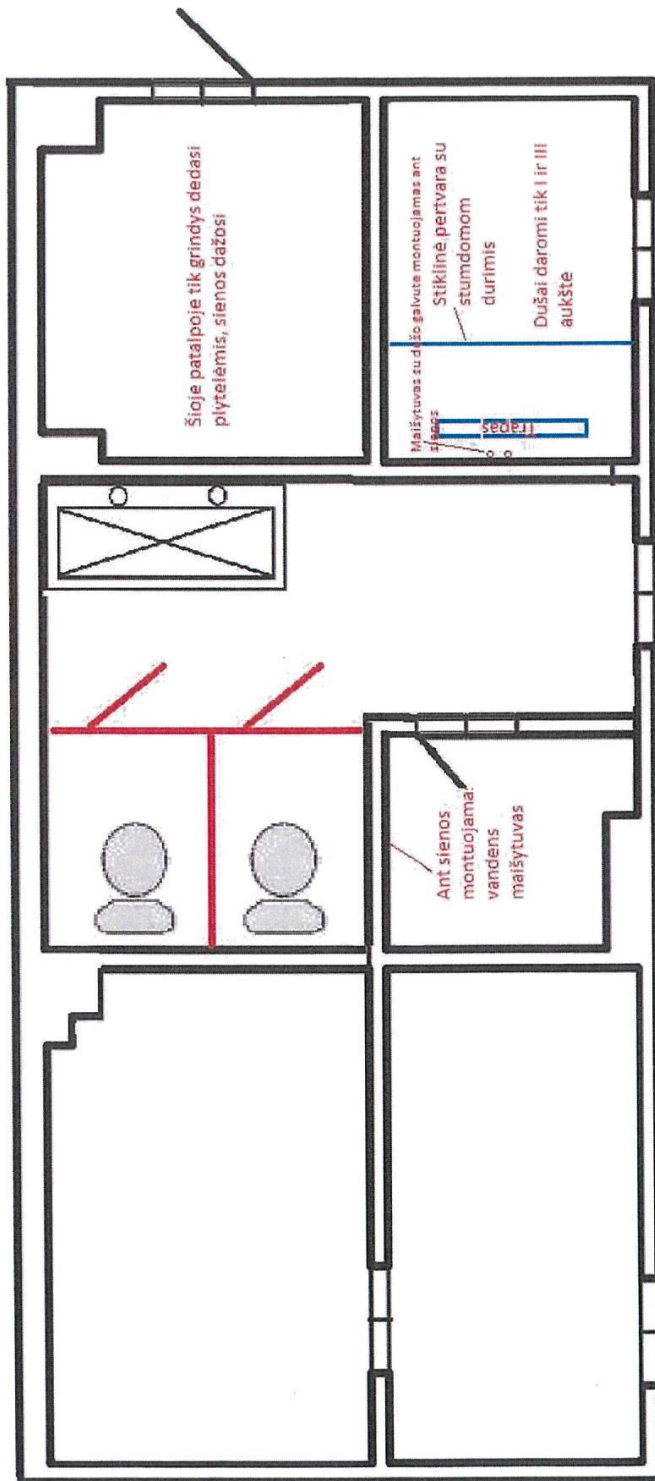 Šioje patalpoje tik grindys dedasi
plytelėmis, sienos dažosi
Maišytuvas su dušo galvute montuojamas ant
sienos
Stiklinė pertvara su
stumdomom
durimis
Trapas
Dušai daromi tik I ir III
aukšte
Ant sienos
montuojama
vandens
maišytuvas